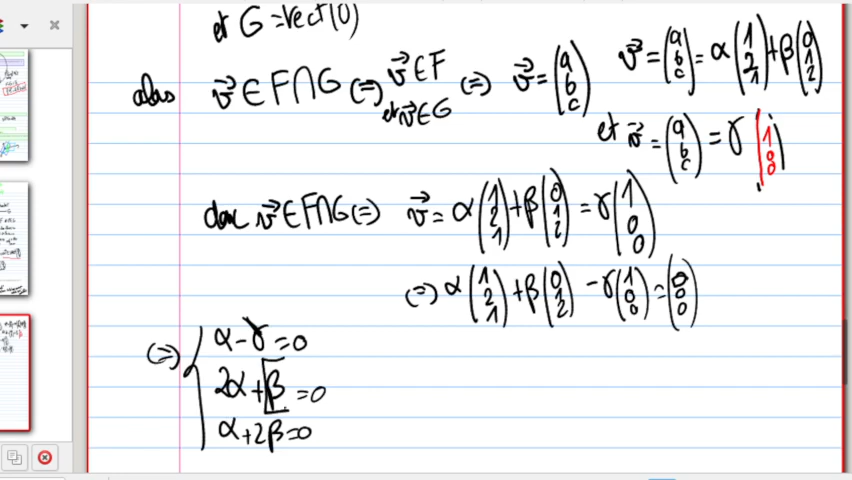 et G = Vect(0)
alors v⃗ ∈ F∩G (=) v⃗ ∈ F et v⃗ ∈ G (=) v⃗ = (a b c) v⃗ = (a b c) = α (1 2 1) + β (0 1 2)
et v⃗ = (a b c) = γ (1 0 0)
donc v⃗ ∈ F∩G (=) v⃗ = α (1 2 1) + β (0 1 2) = γ (1 0 0)
(=) α (1 2 1) + β (0 1 2) - γ (1 0 0) = (0 0 0)
(=) { α - γ = 0
2α + β = 0
α + 2β = 0